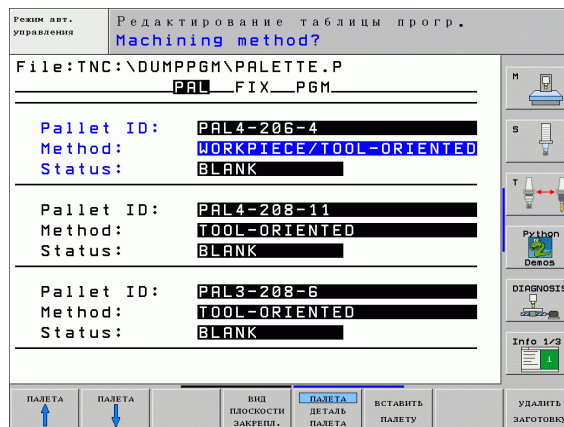 Режим авт.
управления
Редактирование таблицы прогр.
Machining method?
File:TNC:\DUMPPGM\PALETTE.P
PAL FIX PGM
Pallet ID: PAL4-206-4
Method: WORKPIECE/TOOL-ORIENTED
Status: BLANK
Pallet ID: PAL4-208-11
Method: TOOL-ORIENTED
Status: BLANK
Pallet ID: PAL3-208-6
Method: TOOL-ORIENTED
Status: BLANK
M
S
T
Python
Demos
DIAGNOSIS
Info 1/3
i
ПАЛЕТА
ПАЛЕТА
ВИД
ПЛОСКОСТИ
ЗАКРЕПЛ.
ПАЛЕТА
ДЕТАЛЬ
ПАЛЕТА
ВСТАВИТЬ
ПАЛЕТУ
УДАЛИТЬ
ЗАГОТОВКУ